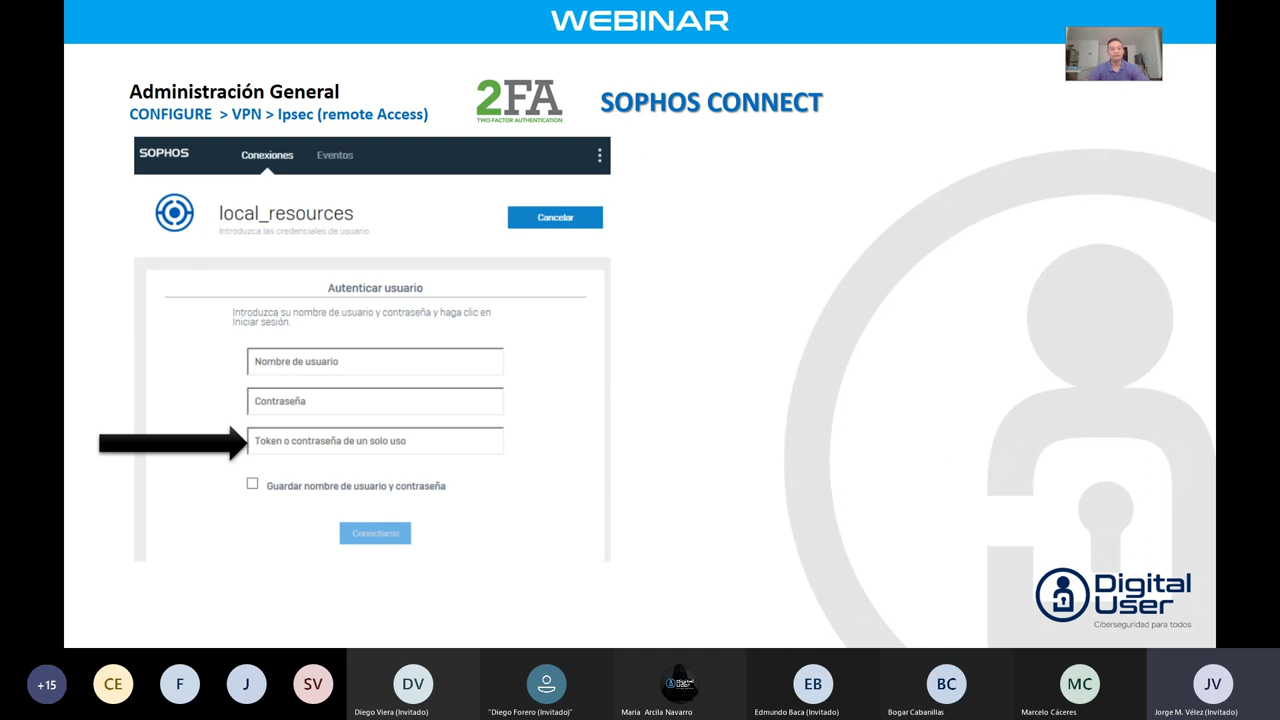 WEBINAR
Administración General
CONFIGURE > VPN > Ipsec (remote Access)
2FA
TWO-FACTOR AUTHENTICATION
SOPHOS CONNECT
SOPHOS
Conexiones
Eventos
local_resources
Introduzca las credenciales de usuario
Cancelar
Autenticar usuario
Introduzca su nombre de usuario y contraseña y haga clic en
Iniciar sesión.
Nombre de usuario
Contraseña
Token o contraseña de un solo uso
Guardar nombre de usuario y contraseña
Conectarse
Digital
User
Ciberseguridad para todos
+15
CE
F
J
SV
DV
EB
BC
MC
JV
Diego Viera (Invitado)
"Diego Forero (Invitado)"
Maria Arcila Navarro
Edmundo Baca (Invitado)
Bogar Cabanillas
Marcelo Cáceres
Jorge M. Vélez (Invitado)